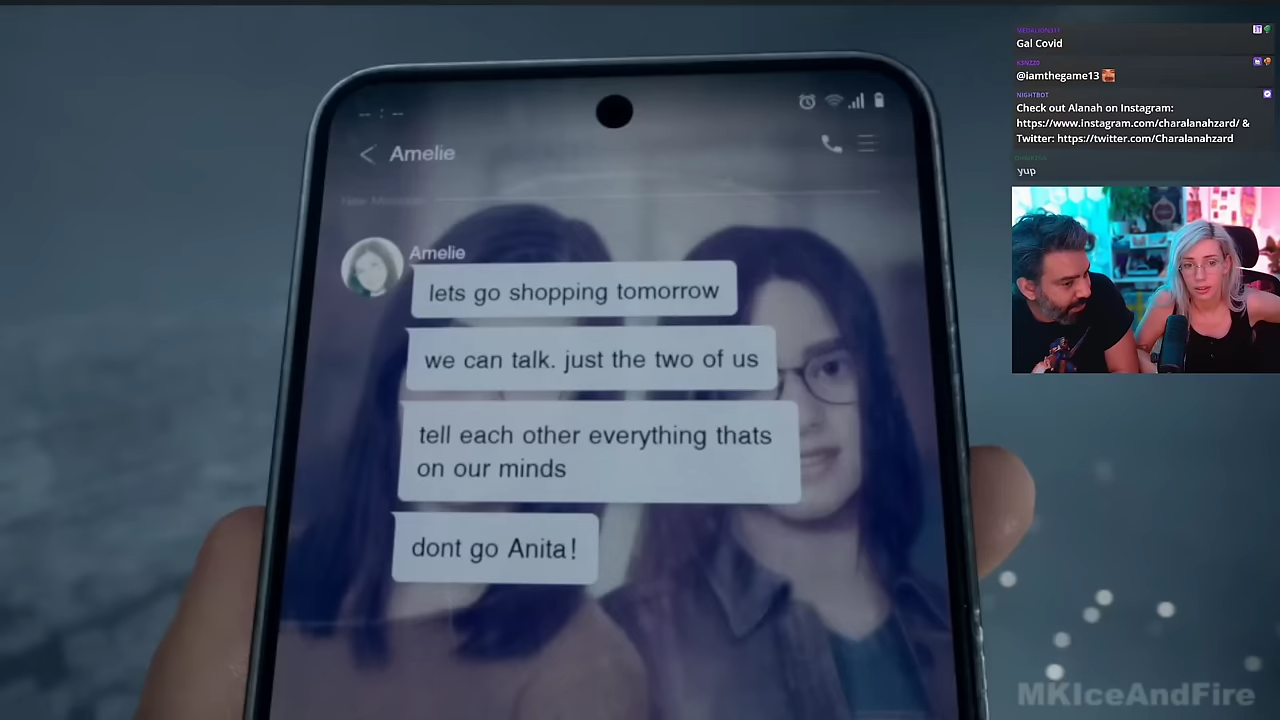 -- : --
Amelie
Amelie
lets go shopping tomorrow
we can talk. just the two of us
tell each other everything thats
on our minds
dont go Anita!
Gal Covid
K3NZZ0
@iamthegame13
NIGHTBOT
Check out Alanah on Instagram:
https://www.instagram.com/charalanahzard/ &
Twitter: https://twitter.com/Charalanahzard
yup
MKIceAndFire